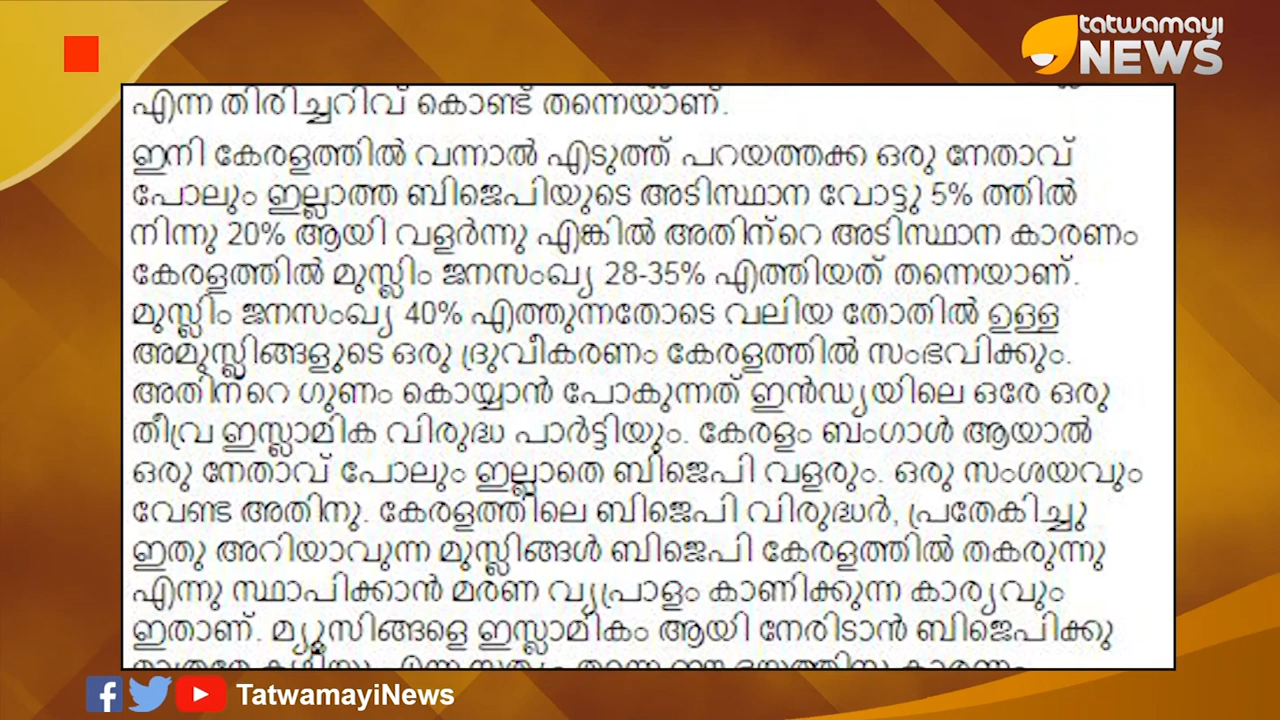 tatwamayi
NEWS
എന്ന തിരിച്ചറിവ് കൊണ്ട് തന്നെയാണ്.
ഇനി കേരളത്തിൽ വന്നാൽ എടുത്ത് പറയത്തക്ക ഒരു നേതാവ്
പോലും ഇല്ലാത്ത ബിജെപിയുടെ അടിസ്ഥാന വോട്ടു 5% ത്തിൽ
നിന്നു 20% ആയി വളർന്നു എങ്കിൽ അതിന്റെ അടിസ്ഥാന കാരണം
കേരളത്തിൽ മുസ്ലിം ജനസംഖ്യ 28-35% എത്തിയത് തന്നെയാണ്.
മുസ്ലിം ജനസംഖ്യ 40% എത്തുന്നതോടെ വലിയ തോതിൽ ഉള്ള
അമുസ്ലിങ്ങളുടെ ഒരു ദ്രുവീകരണം കേരളത്തിൽ സംഭവിക്കും.
അതിന്റെ ഗുണം കൊയ്യാൻ പോകുന്നത് ഇൻഡ്യയിലെ ഒരേ ഒരു
തീവ്ര ഇസ്ലാമിക വിരുദ്ധ പാർട്ടിയും. കേരളം ബംഗാൾ ആയാൽ
ഒരു നേതാവ് പോലും ഇല്ലാതെ ബിജെപി വളരും. ഒരു സംശയവും
വേണ്ട അതിനു. കേരളത്തിലെ ബിജെപി വിരുദ്ധർ, പ്രതേകിച്ചു
ഇതു അറിയാവുന്ന മുസ്ലിങ്ങൾ ബിജെപി കേരളത്തിൽ തകരുന്നു
എന്നു സ്ഥാപിക്കാൻ മരണ വ്യപ്രാളം കാണിക്കുന്ന കാര്യവും
ഇതാണ്. മ്യൂസിങ്ങളെ ഇസ്ലാമികം ആയി നേരിടാൻ ബിജെപിക്കു
TatwamayiNews